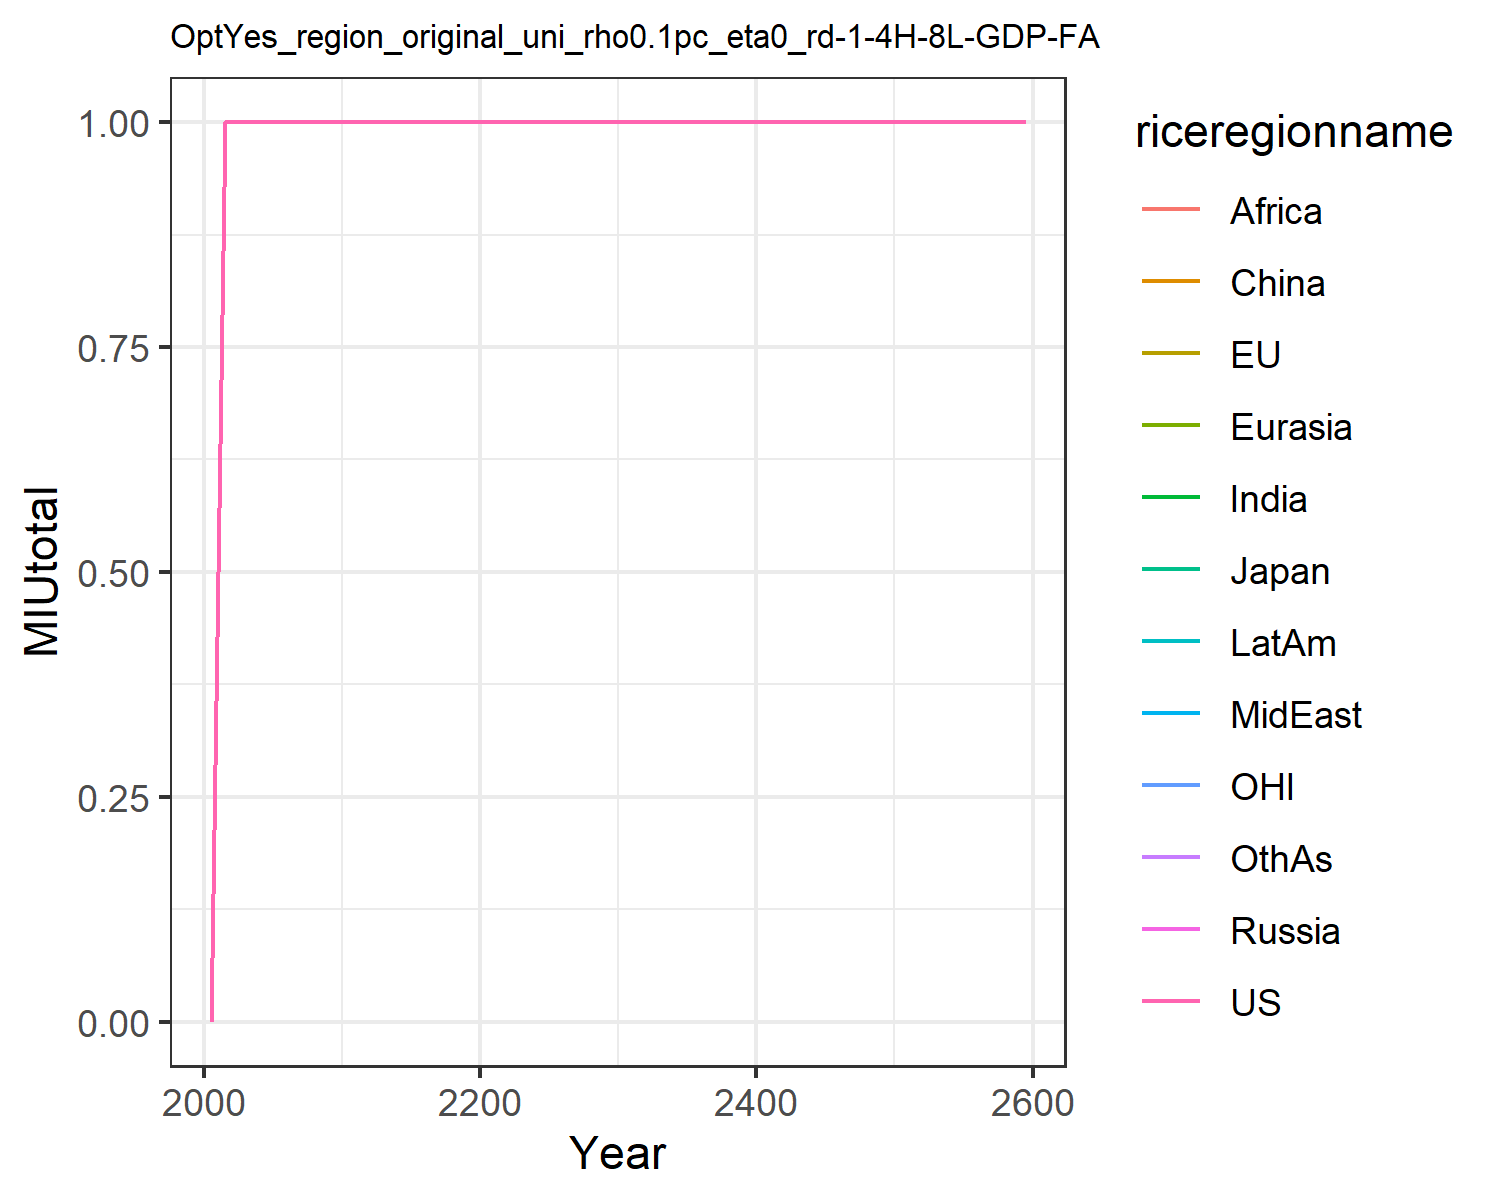 OptYes_region_original_uni_rho0.1pc_eta0_rd-1-4H-8L-GDP-FA
1.00
0.75
0.50
0.25
0.00
MIUtotal
2000 2200 2400 2600
Year
riceregionname
Africa
China
EU
Eurasia
India
Japan
LatAm
MidEast
OHI
OthAs
Russia
US